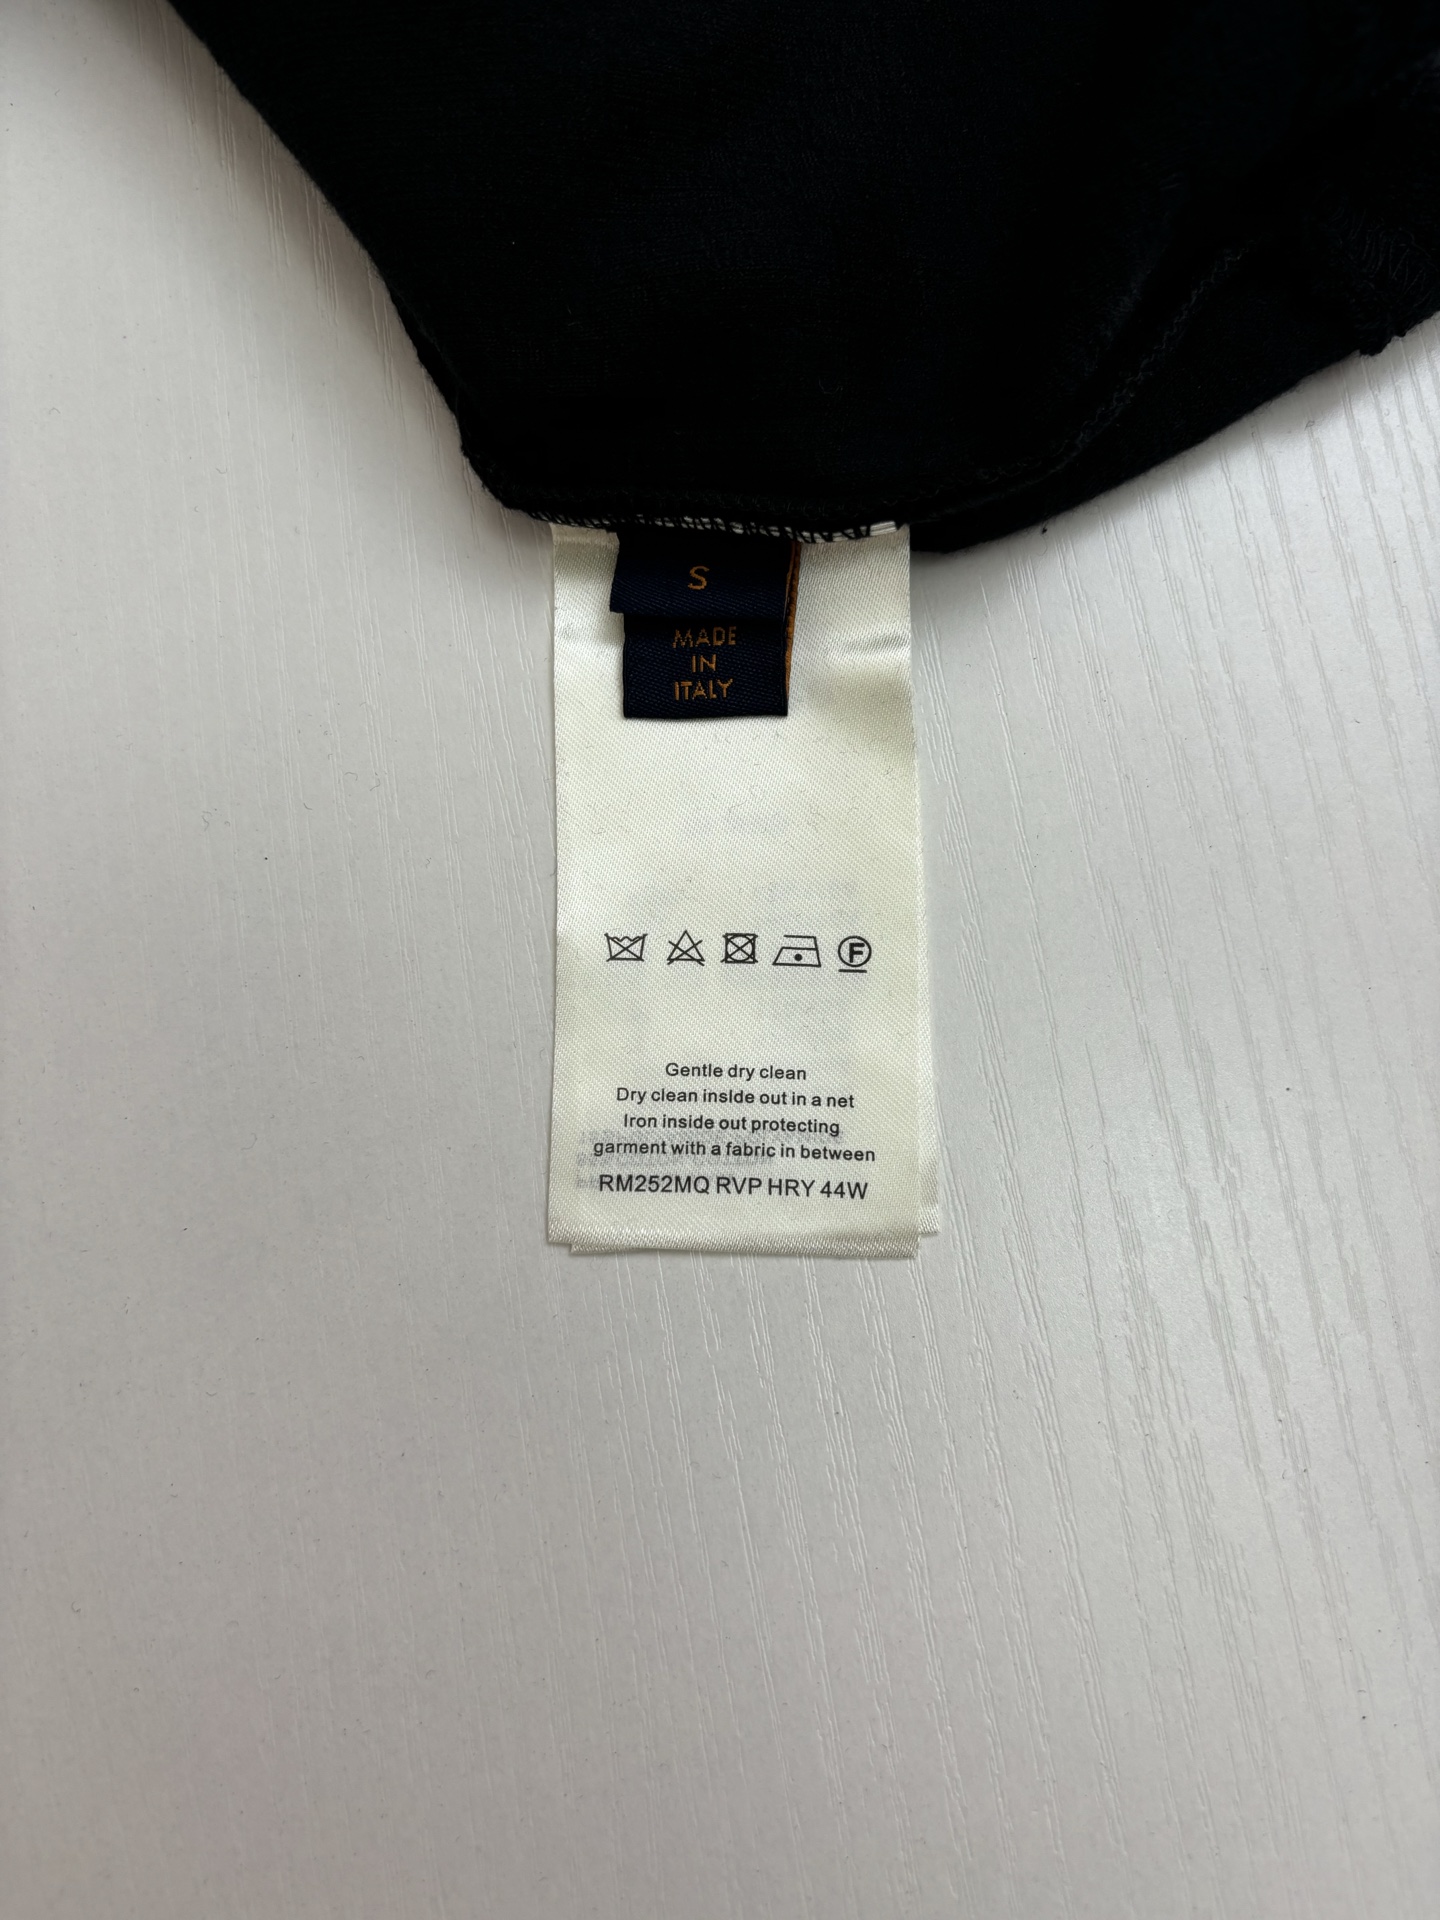 S
MADE
IN
ITALY
F
Gentle dry clean
Dry clean inside out in a net
Iron inside out protecting
garment with a fabric in between
RM252MQ RVP HRY 44W